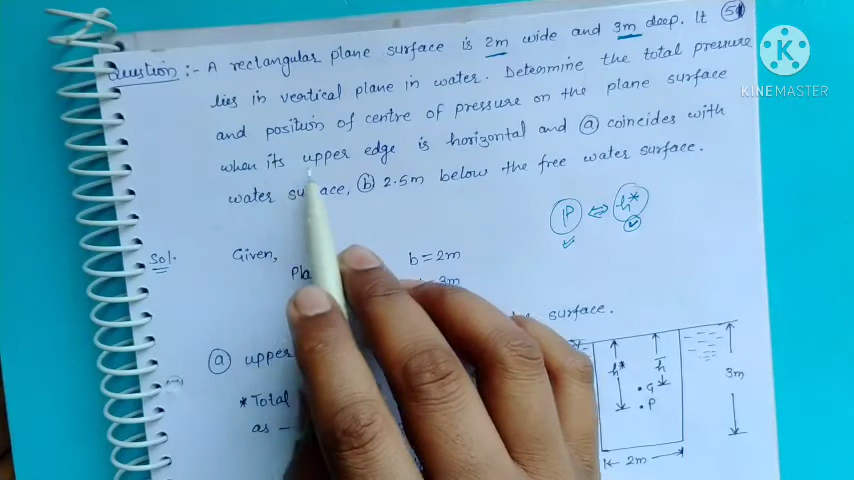 Question :- A rectangular plane surface is 2m wide and 3m deep. It
lies in vertical plane in water. Determine the total pressure
and position of centre of pressure on the plane surface
when its upper edge is horizontal and (a) coincides with
water surface, (b) 2.5m below the free water surface.
51
KINEMASTER
P ⇔ h*
Sol.
Given,
Pla
b = 2m
= 3m
(a) upper
surface.
*Total
as -
h*
h
G
P
3m
2m